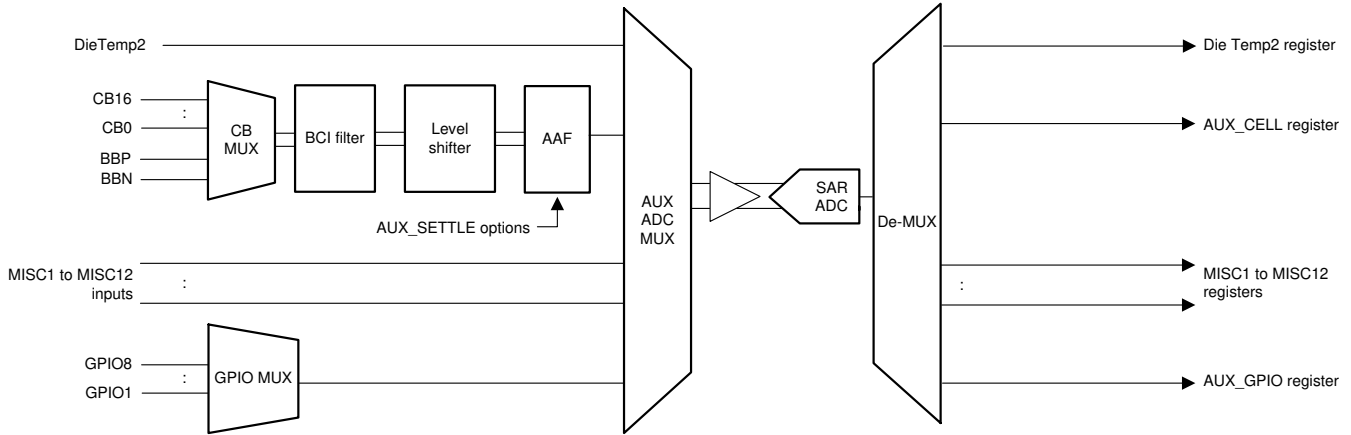 DieTemp2
CB16
:
CB0
BBP
BBN
CB
MUX
BCI filter
Level
shifter
AAF
AUX_SETTLE options
MISC1 to MISC12
inputs
:
GPIO8
:
GPIO1
GPIO MUX
AUX
ADC
MUX
SAR
ADC
De-MUX
Die Temp2 register
AUX_CELL register
:
MISC1 to MISC12
registers
AUX_GPIO register